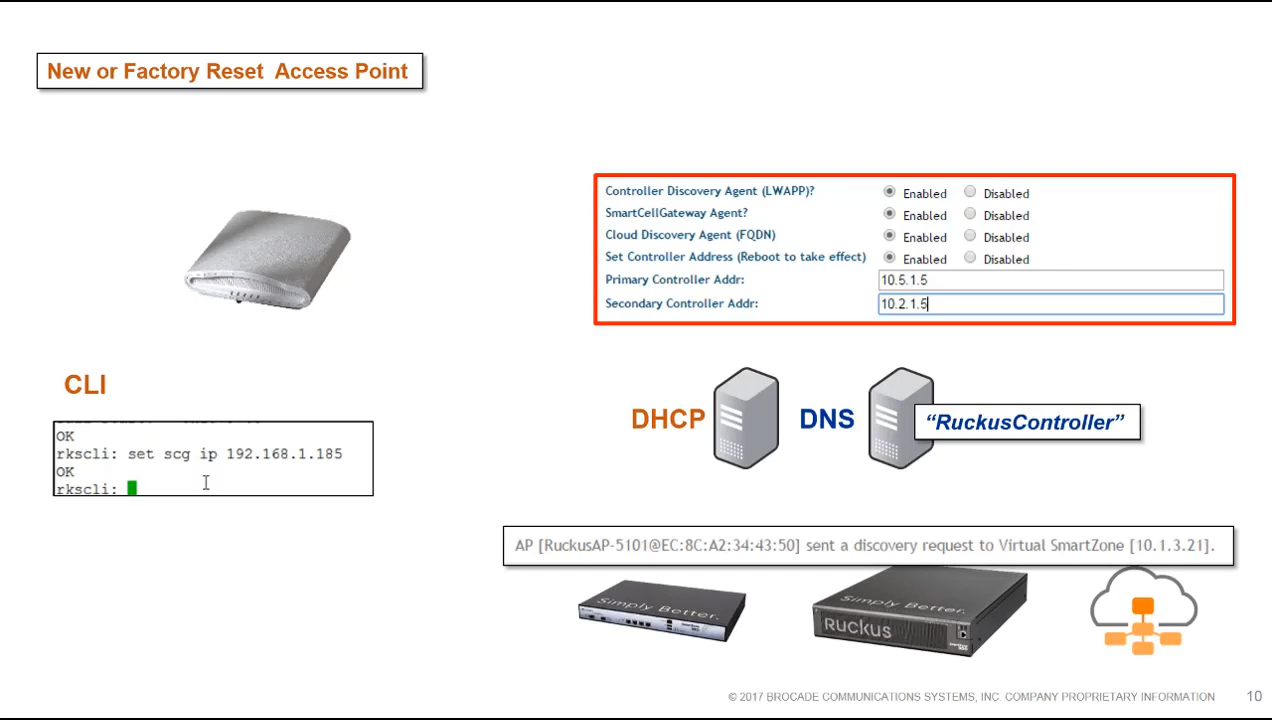 New or Factory Reset Access Point
Controller Discovery Agent (LWAPP)? Enabled Disabled
SmartCellGateway Agent? Enabled Disabled
Cloud Discovery Agent (FQDN) Enabled Disabled
Set Controller Address (Reboot to take effect) Enabled Disabled
Primary Controller Addr: 10.5.1.5
Secondary Controller Addr: 10.2.1.5
CLI
OK
rkscli: set scg ip 192.168.1.185
OK
rkscli:
DHCP
DNS
“RuckusController”
AP [RuckusAP-5101@EC:8C:A2:34:43:50] sent a discovery request to Virtual SmartZone [10.1.3.21].
Simply Better.
Simply Better.
RUCKUS
© 2017 BROCADE COMMUNICATIONS SYSTEMS, INC. COMPANY PROPRIETARY INFORMATION 10